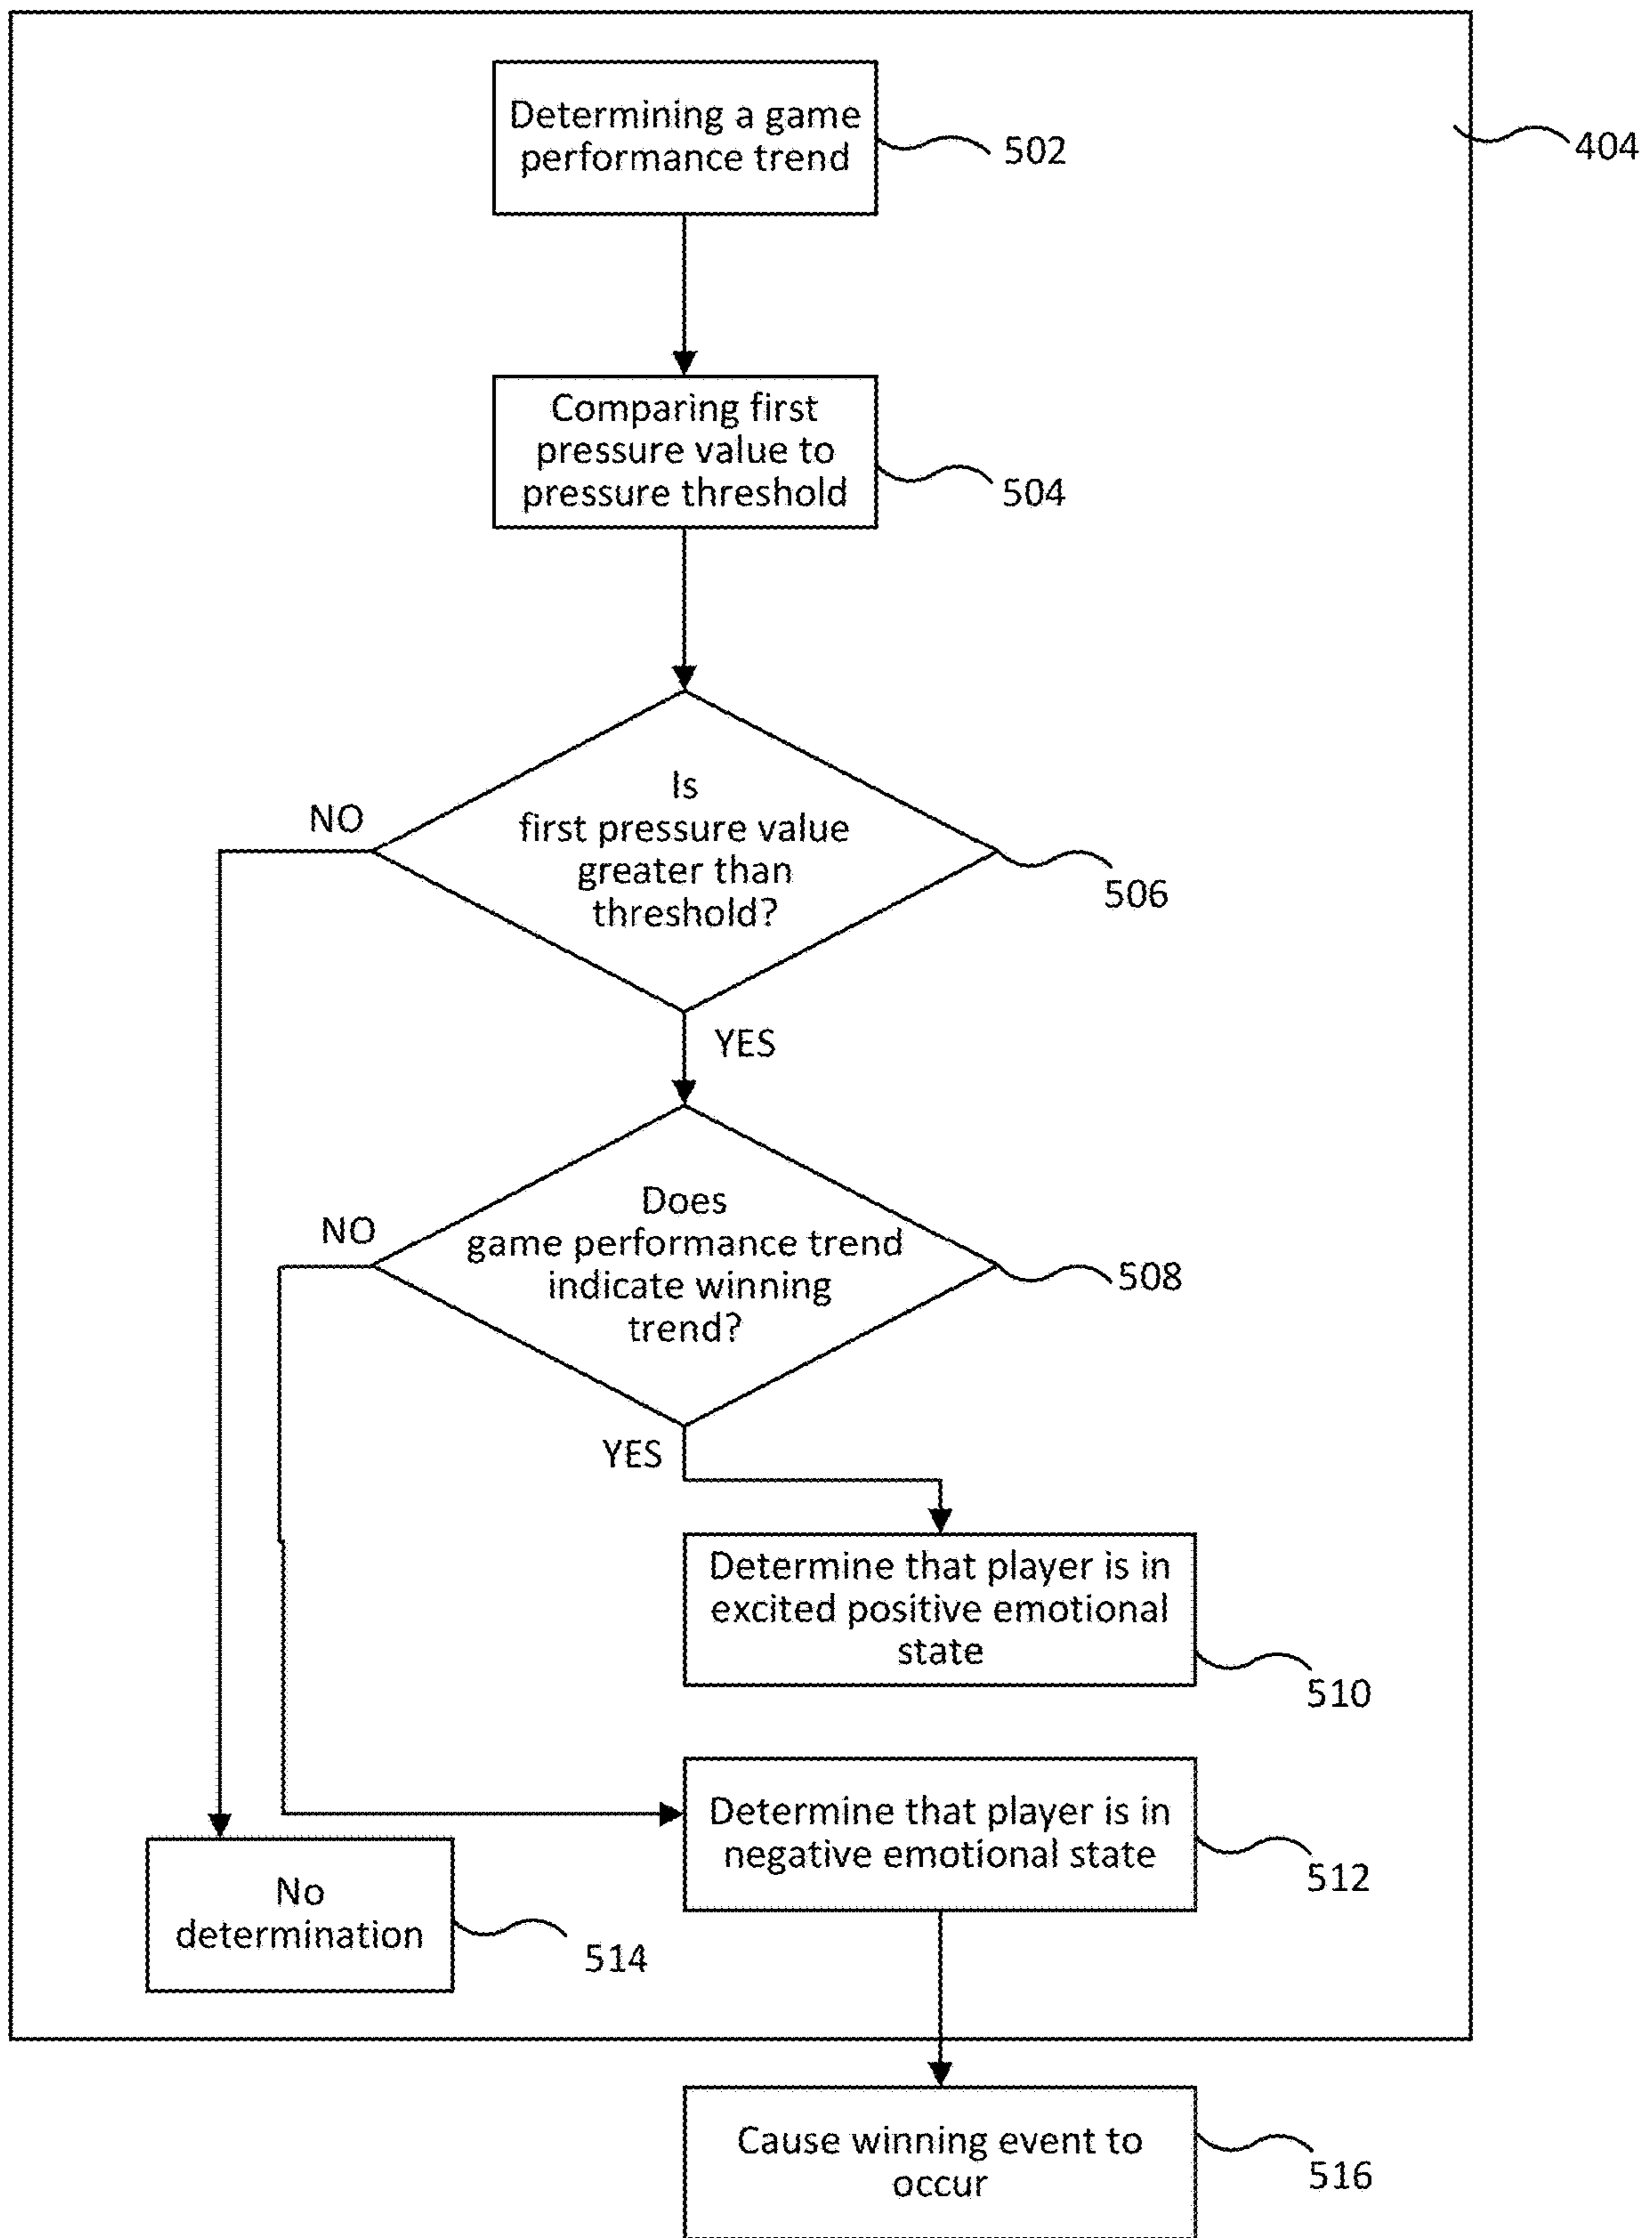 Determining a game
performance trend
502
404
Comparing first
pressure value to
pressure threshold
504
Is
first pressure value
greater than
threshold?
NO
506
YES
Does
game performance trend
indicate winning
trend?
NO
508
YES
Determine that player is in
excited positive emotional
state
510
Determine that player is in
negative emotional state
512
No
determination
514
Cause winning event to
occur
516